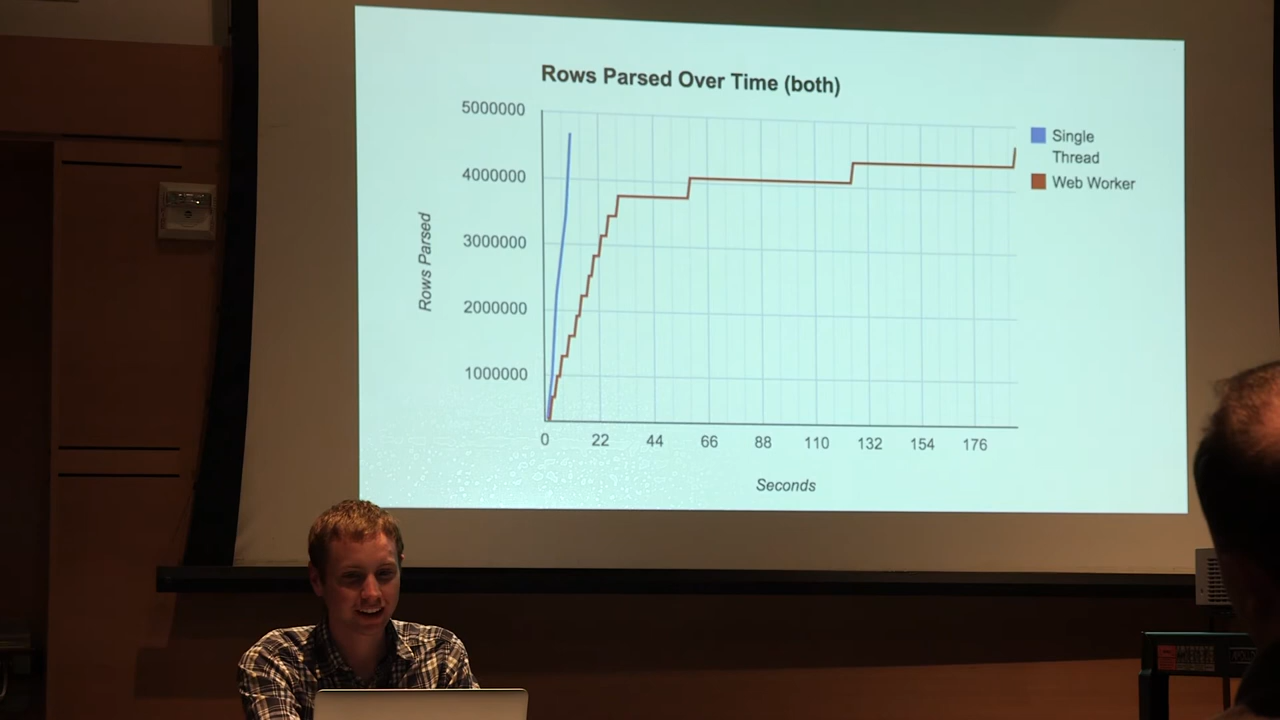 Rows Parsed Over Time (both)
5000000
4000000
3000000
2000000
1000000
Rows Parsed
0 22 44 66 88 110 132 154 176
Seconds
Single
Thread
Web Worker